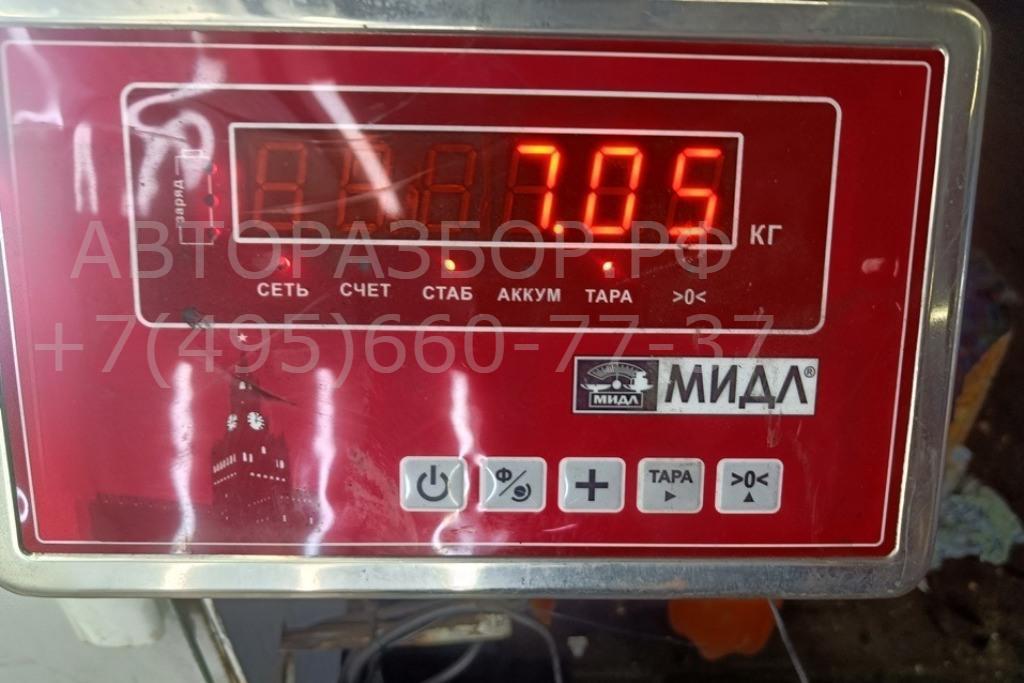 заряд
7.05
КГ
АВТОРАЗБОР.РФ
СЕТЬ СЧЕТ СТАБ АККУМ ТАРА >0<
+7(495)660-77-37
МИДЛ МИДЛ®
Ф + ТАРА >0<